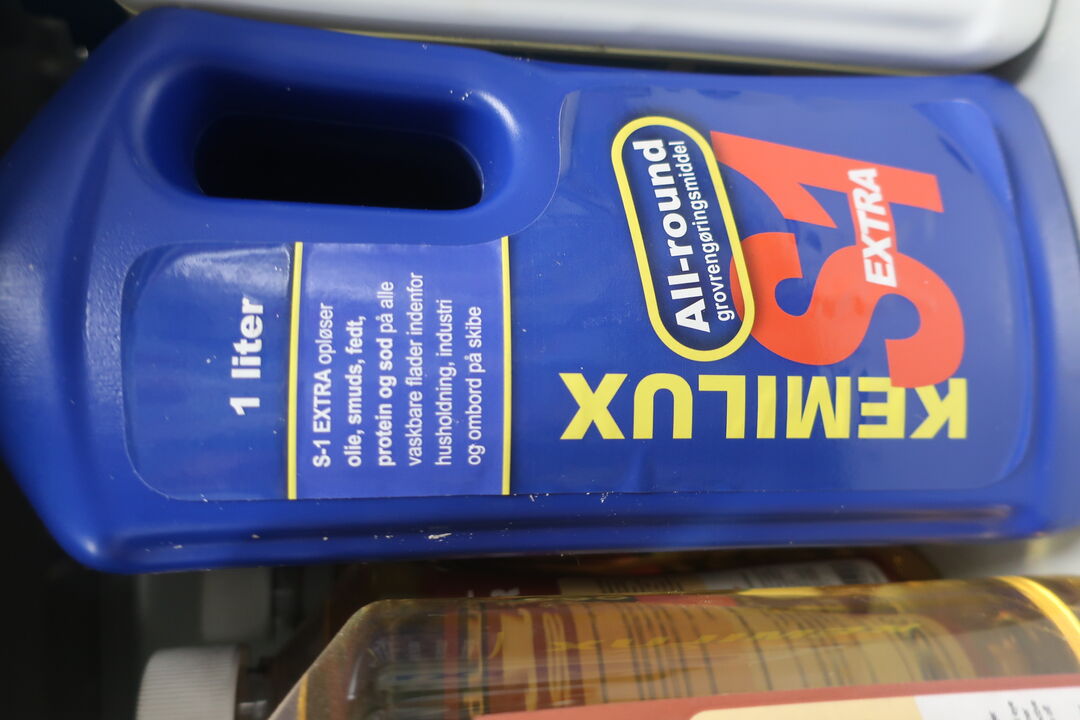 KEMILUX
S1
EXTRA
All-round
grovrengøringsmiddel
1 liter
S-1 EXTRA opløser
olie, smuds, fedt,
protein og sod på alle
vaskbare flader indenfor
husholdning, industri
og ombord på skibe